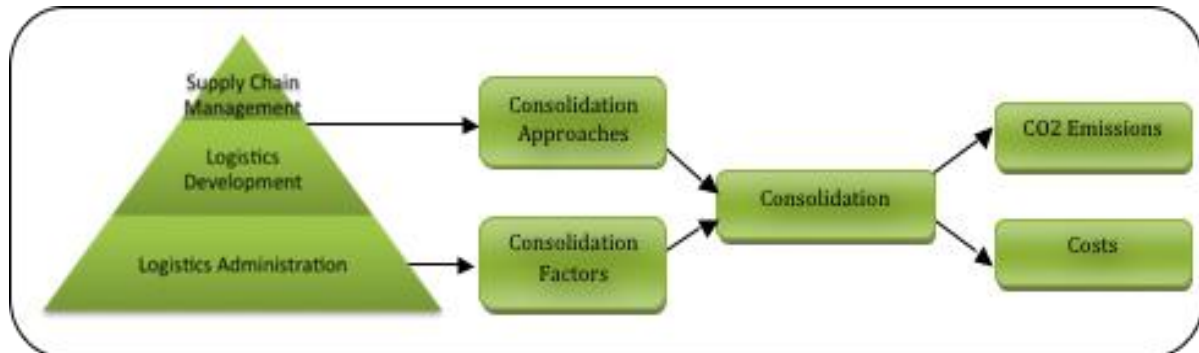 Supply Chain
Management
Logistics
Development
Logistics Administration
Consolidation
Approaches
Consolidation
Factors
Consolidation
CO2 Emissions
Costs